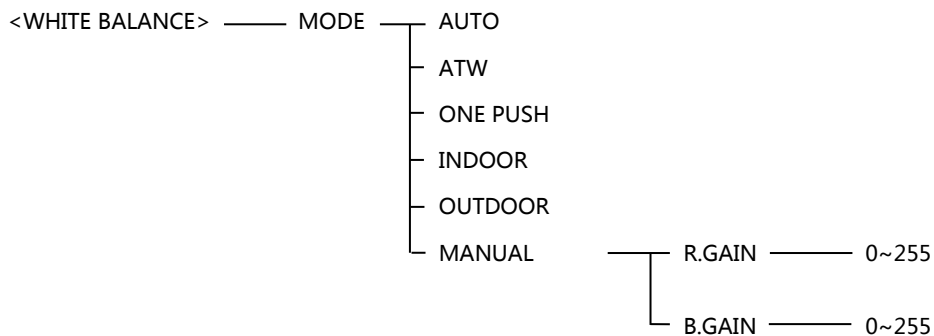 <WHITE BALANCE> MODE AUTO
ATW
ONE PUSH
INDOOR
OUTDOOR
MANUAL R.GAIN 0~255
B.GAIN 0~255